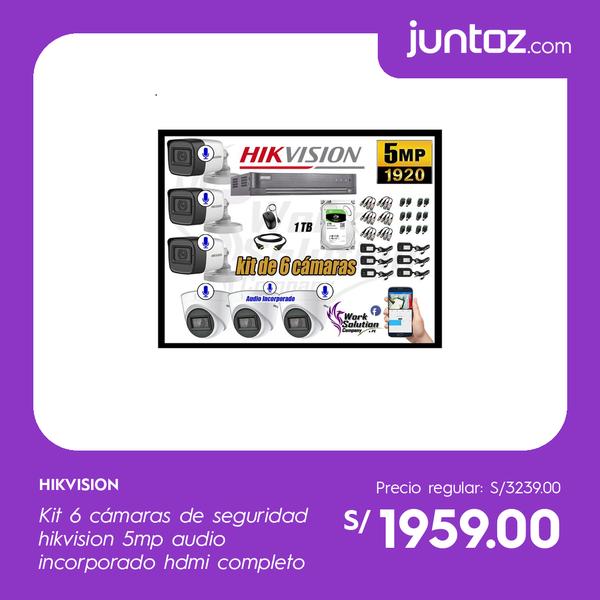 juntoz.com
HIKVISION
5MP
1920
1 TB
kit de 6 cámaras
Audio Incorporado
Work
Solution
Company
HIKVISION
Kit 6 cámaras de seguridad
hikvision 5mp audio
incorporado hdmi completo
Precio regular: S/3239.00
S/ 1959.00